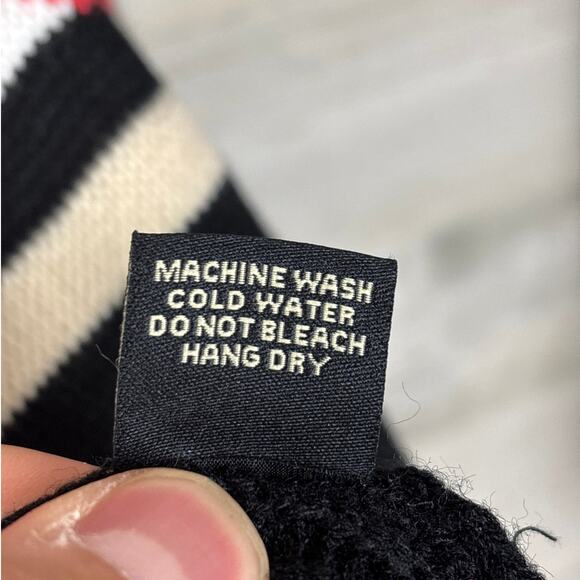 MACHINE WASH
COLD WATER
DO NOT BLEACH
HANG DRY